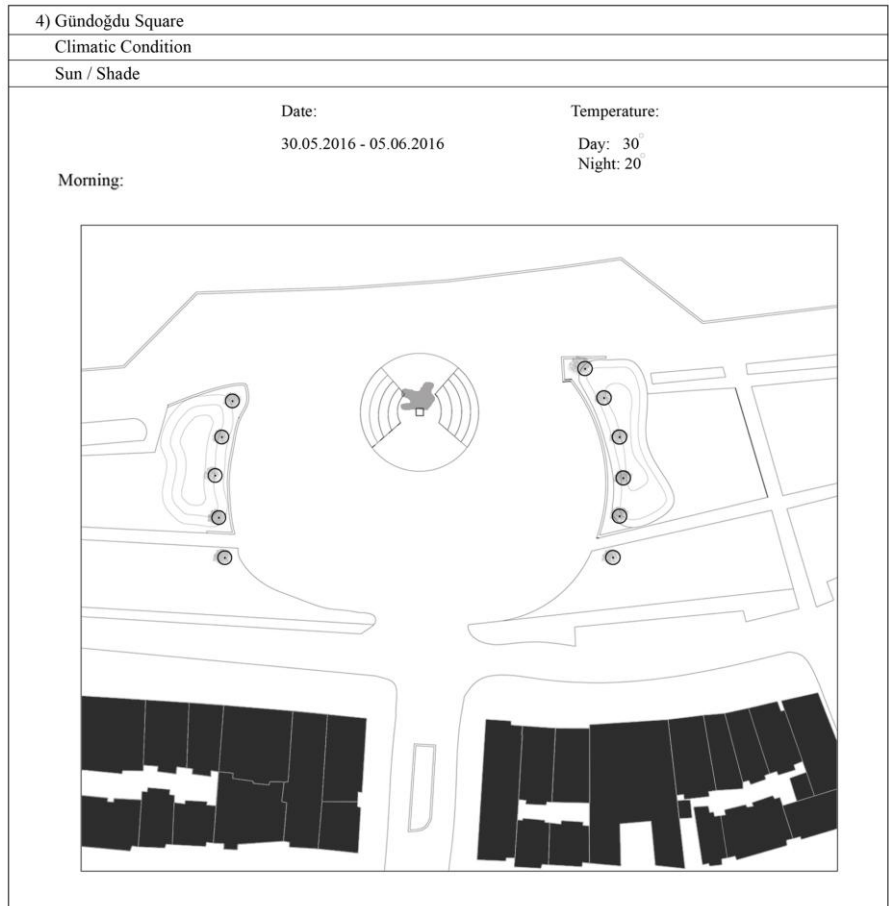 4) Gündoğdu Square
Climatic Condition
Sun / Shade
Date:
Temperature:
30.05.2016 - 05.06.2016
Day: 30°
Night: 20°
Morning: